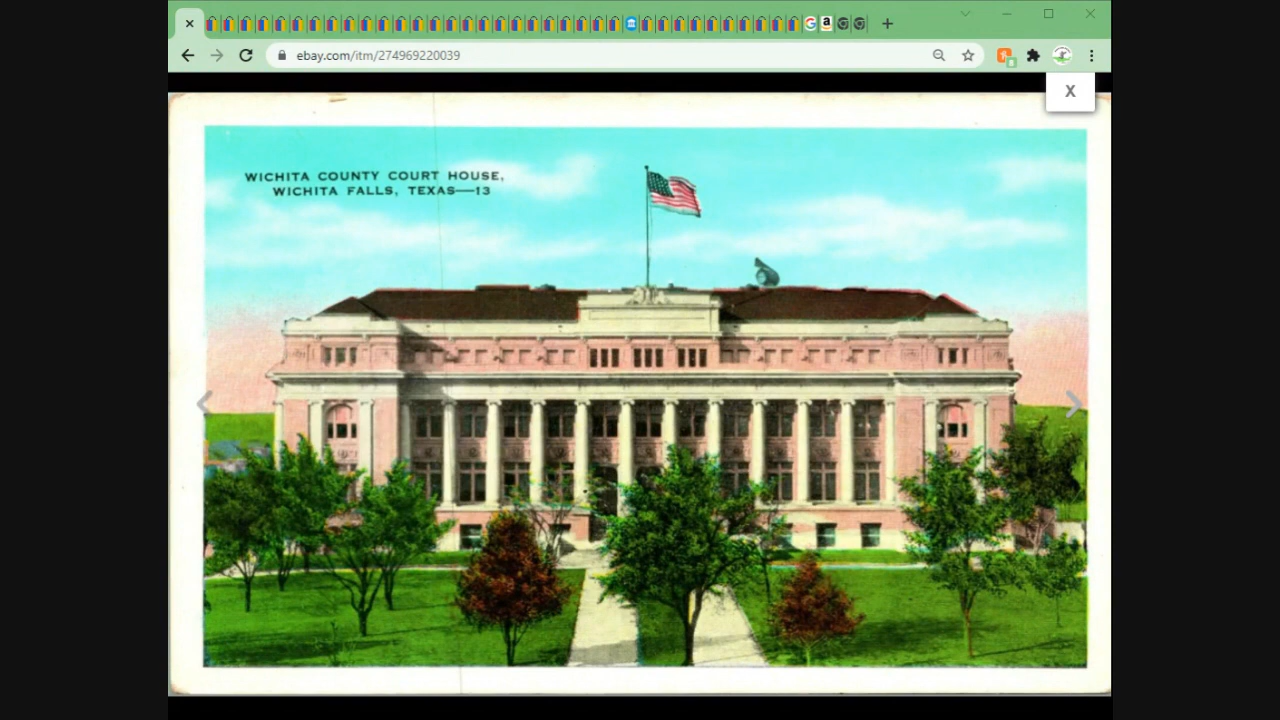 ebay.com/itm/274969220039
X
WICHITA COUNTY COURT HOUSE,
WICHITA FALLS, TEXAS—13